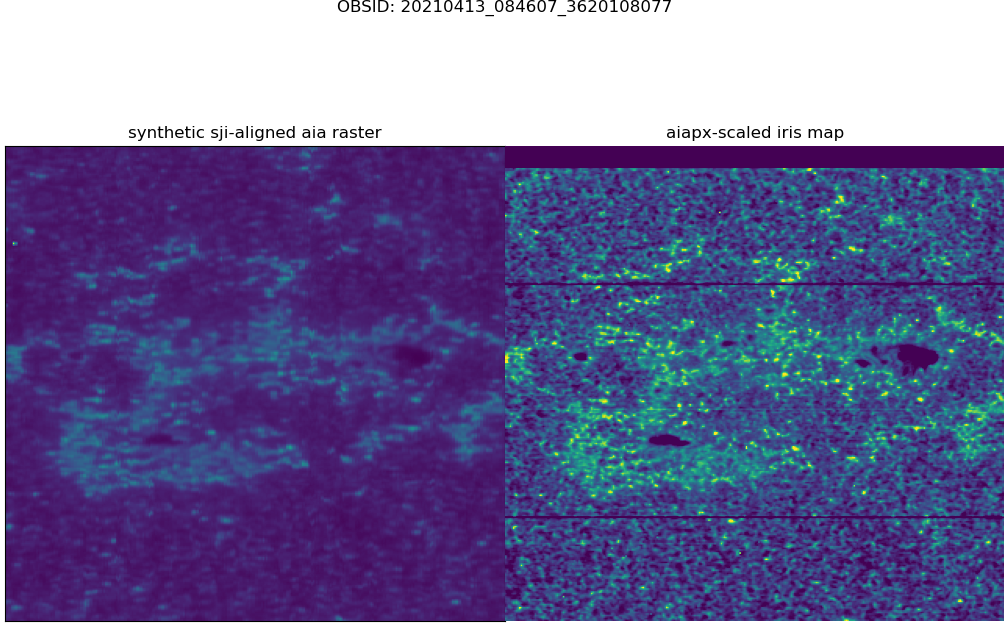 OBSID: 20210413_084607_3620108077
synthetic sji-aligned aia raster
aiapx-scaled iris map